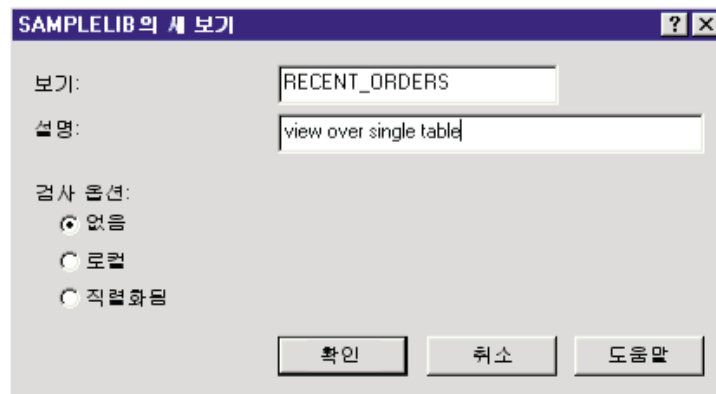 SAMPLELIB의 새 보기
보기: RECENT_ORDERS
설명: view over single table
검사 옵션:
없음
로컬
직렬화됨
확인 취소 도움말